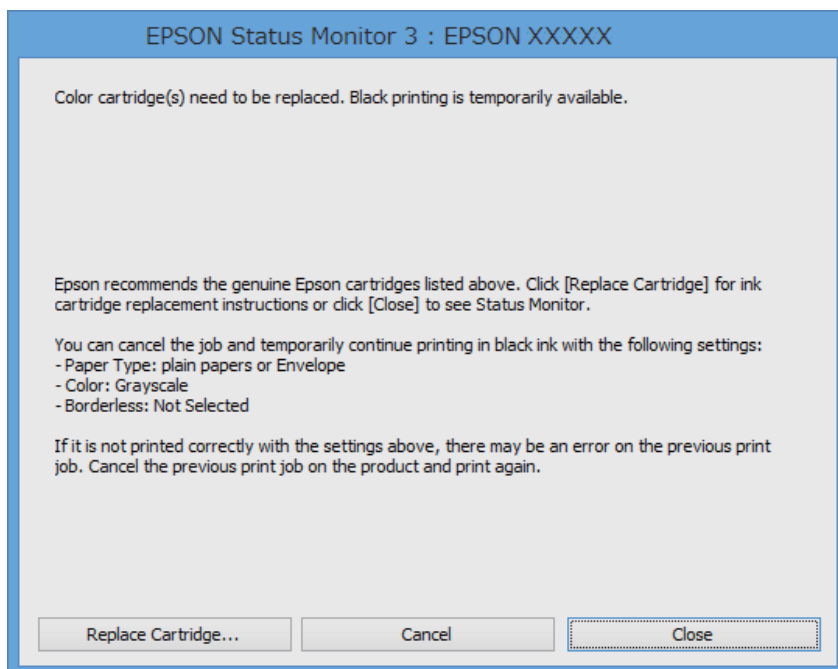 EPSON Status Monitor 3 : EPSON XXXXX
Color cartridge(s) need to be replaced. Black printing is temporarily available.
Epson recommends the genuine Epson cartridges listed above. Click [Replace Cartridge] for ink
cartridge replacement instructions or click [Close] to see Status Monitor.
You can cancel the job and temporarily continue printing in black ink with the following settings:
- Paper Type: plain papers or Envelope
- Color: Grayscale
- Borderless: Not Selected
If it is not printed correctly with the settings above, there may be an error on the previous print
job. Cancel the previous print job on the product and print again.
Replace Cartridge... Cancel Close